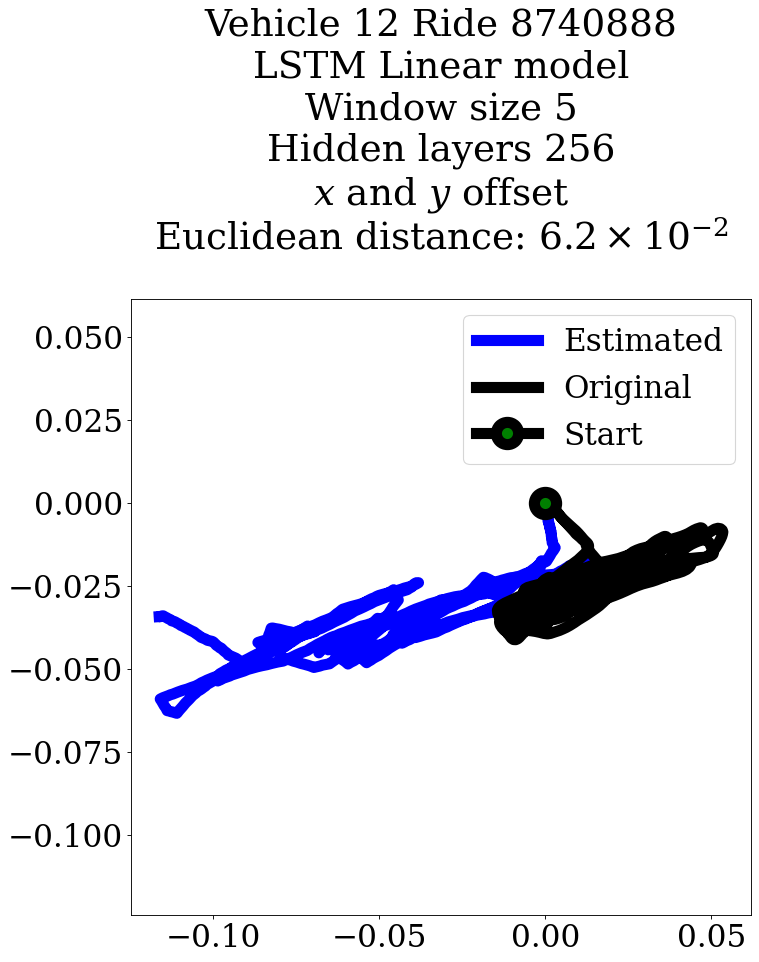 Vehicle 12 Ride 8740888
LSTM Linear model
Window size 5
Hidden layers 256
x and y offset
Euclidean distance: 6.2 × 10⁻²
Estimated
Original
Start
0.050
0.025
0.000
−0.025
−0.050
−0.075
−0.100
−0.10 −0.05 0.00 0.05